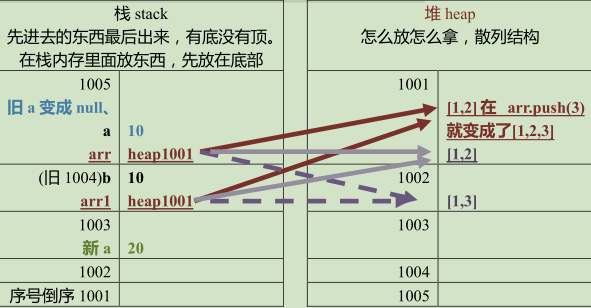 栈 stack
先进去的东西最后出来，有底没有顶。
在栈内存里面放东西，先放在底部
1005
旧 a 变成 null、
a 10
arr heap1001
(旧 1004)b 10
arr1 heap1001
1003
新 a 20
1002
序号倒序 1001
堆 heap
怎么放怎么拿，散列结构
1001
[1,2] 在 arr.push(3)
就变成了[1,2,3]
[1,2]
1002
[1,3]
1003
1004
1005